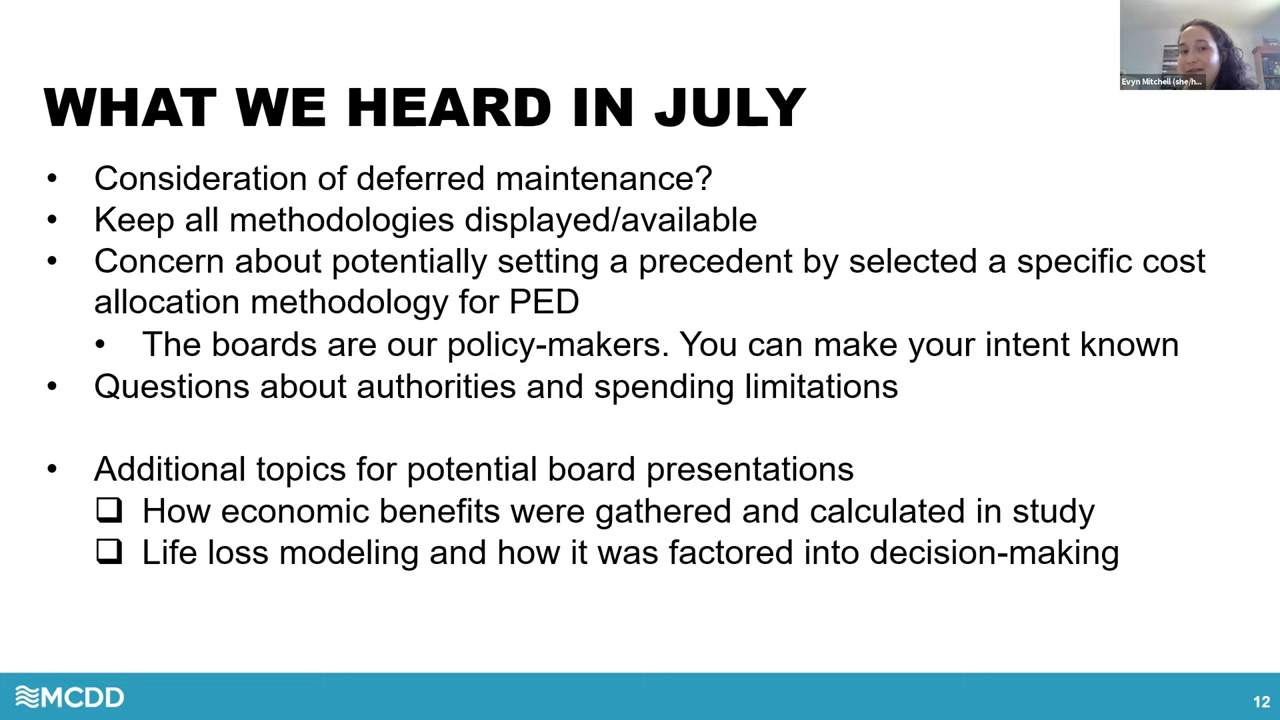 Evyn Mitchell (she/h...
WHAT WE HEARD IN JULY
• Consideration of deferred maintenance?
• Keep all methodologies displayed/available
• Concern about potentially setting a precedent by selected a specific cost
allocation methodology for PED
• The boards are our policy-makers. You can make your intent known
• Questions about authorities and spending limitations
• Additional topics for potential board presentations
❑ How economic benefits were gathered and calculated in study
❑ Life loss modeling and how it was factored into decision-making
MCDD
12